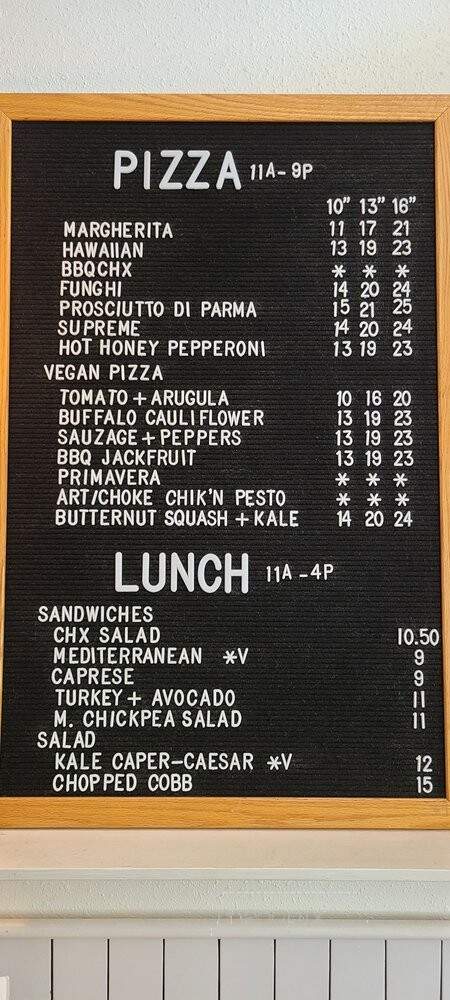 PIZZA 11A-9P
10" 13" 16"
MARGHERITA 11 17 21
HAWAIIAN 13 19 23
BBQCHX * * *
FUNGHI 14 20 24
PROSCIUTTO DI PARMA 15 21 25
SUPREME 14 20 24
HOT HONEY PEPPERONI 13 19 23
VEGAN PIZZA
TOMATO + ARUGULA 10 16 20
BUFFALO CAULIFLOWER 13 19 23
SAUZAGE + PEPPERS 13 19 23
BBQ JACKFRUIT 13 19 23
PRIMAVERA * * *
ART/CHOKE CHIK'N PESTO * * *
BUTTERNUT SQUASH + KALE 14 20 24
LUNCH 11A -4P
SANDWICHES
CHX SALAD 10.50
MEDITERRANEAN *V 9
CAPRESE 9
TURKEY + AVOCADO 11
M. CHICKPEA SALAD 11
SALAD
KALE CAPER-CAESAR *V 12
CHOPPED COBB 15